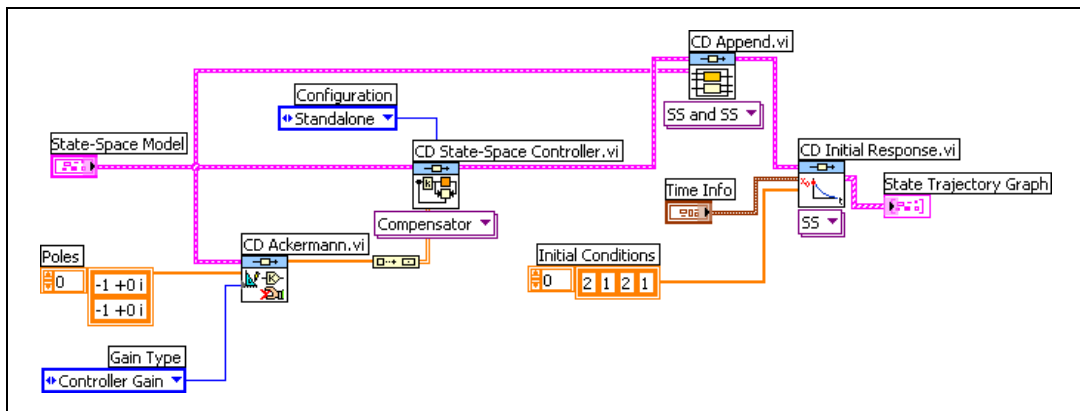 CD Append.vi
SS and SS
Configuration
Standalone
State-Space Model
CD State-Space Controller.vi
Compensator
CD Initial Response.vi
SS
Time Info
State Trajectory Graph
CD Ackermann.vi
Poles
0
-1 +0 i
-1 +0 i
Initial Conditions
0 2 1 2 1
Gain Type
Controller Gain